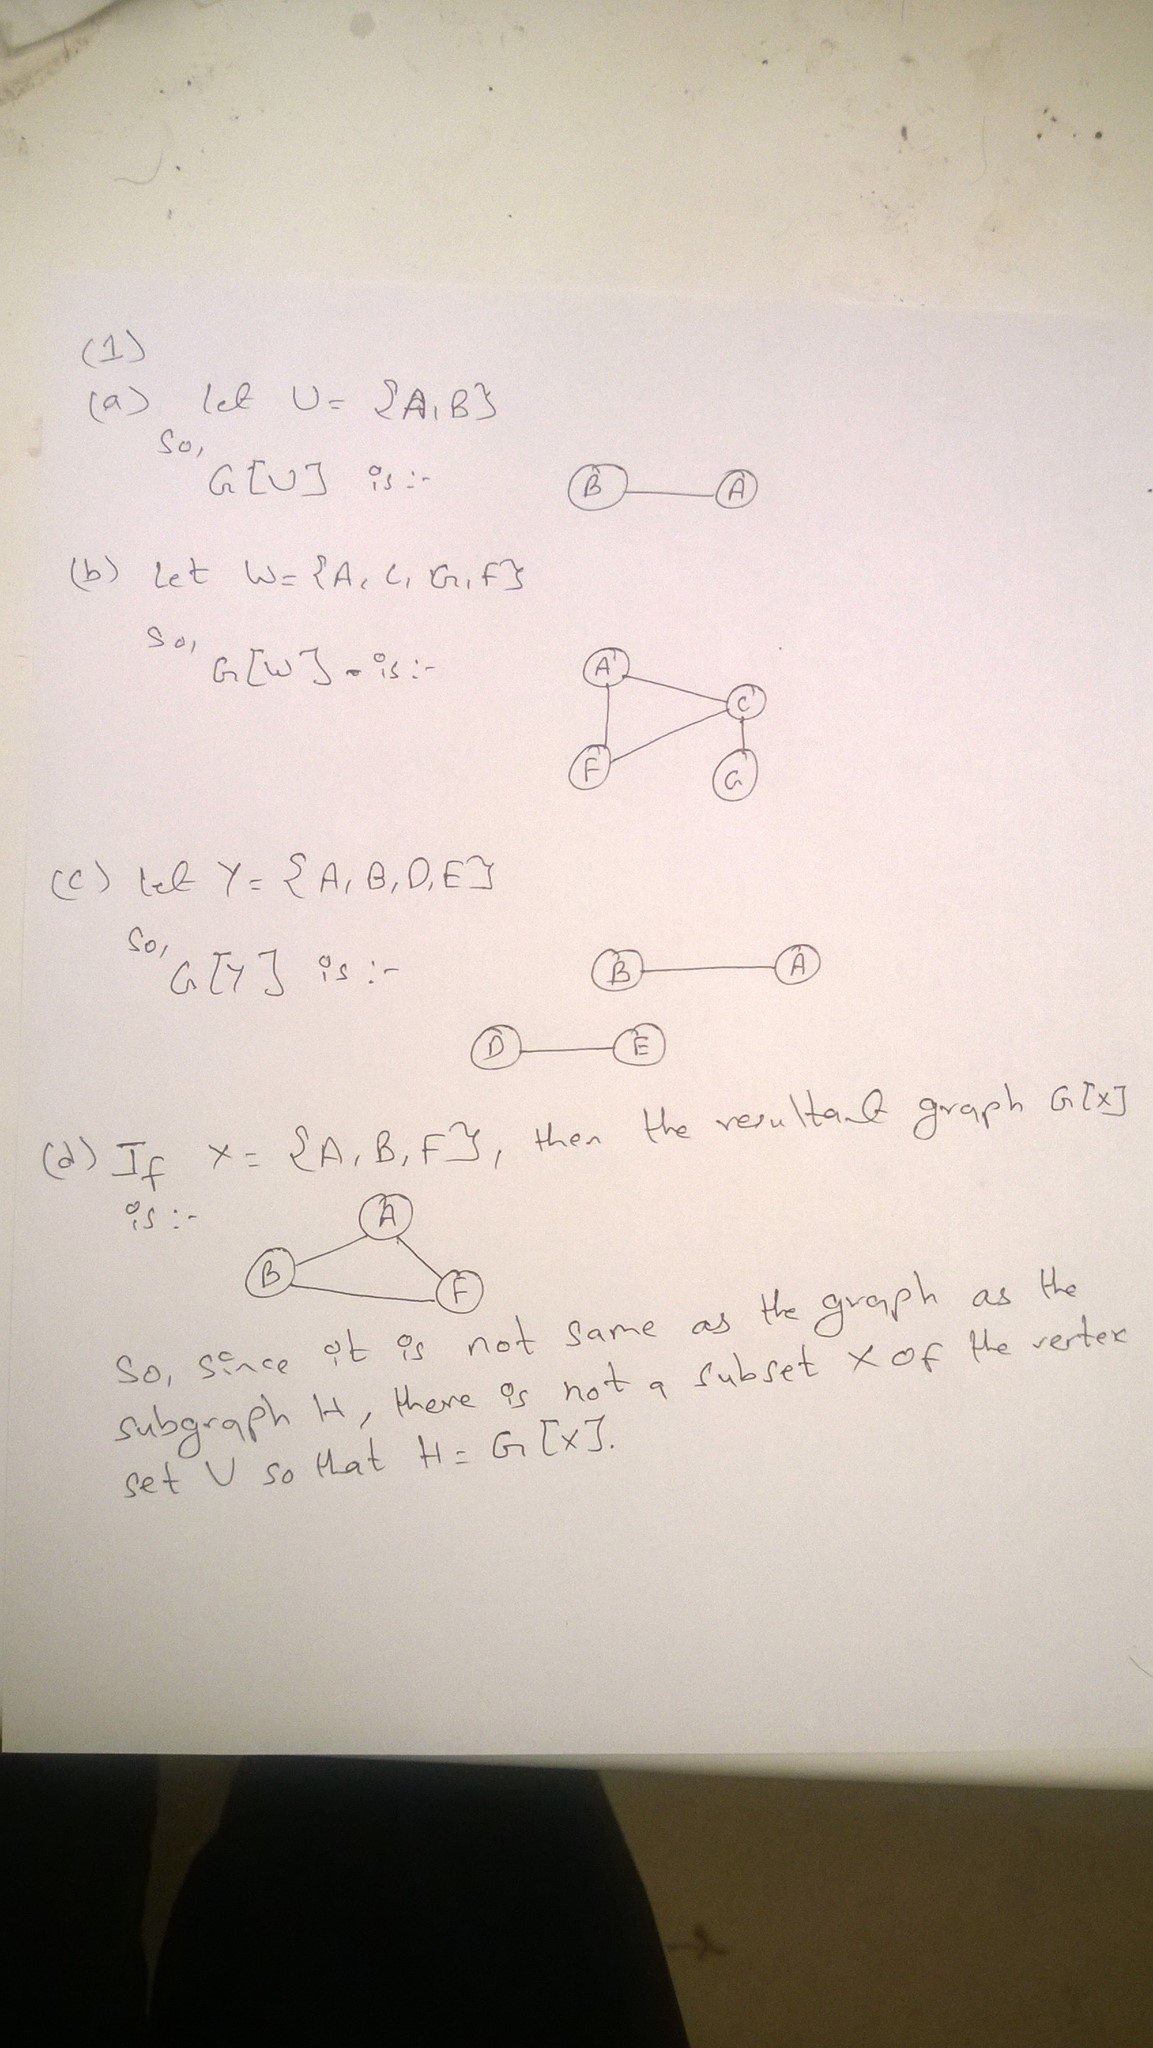 (1)
(a) let U = {A, B}
So,
G[U] is :-
B A
(b) Let W = {A, C, G, F}
So,
G[W] - is :-
A C
F G
(c) let Y = {A, B, D, E}
So,
G[Y] is :-
B A
D E
(d) If X = {A, B, F}, then the resultant graph G[X]
is :-
A
B F
So, since it is not same as the graph as the
subgraph H, there is not a subset X of the vertex
set V so that H = G[X].